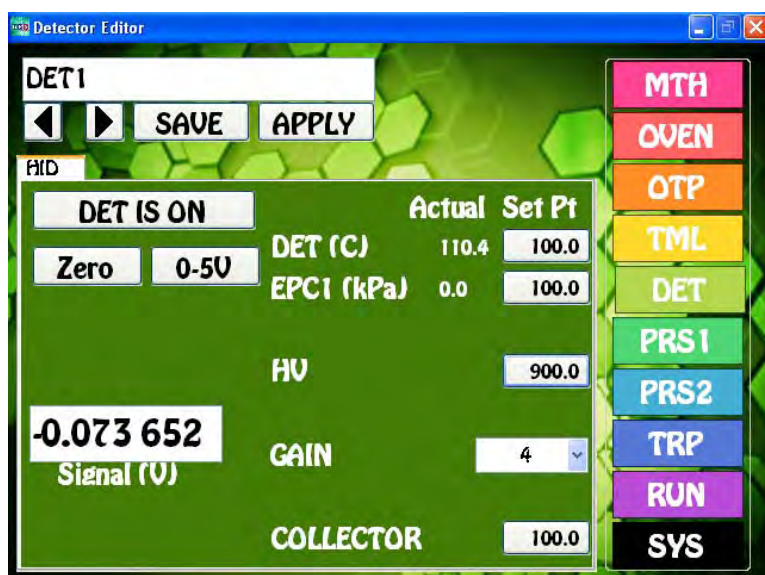 Detector Editor
DET1
SAVE APPLY
HID
DET IS ON
Actual Set Pt
DET (C) 110.4 100.0
Zero 0-5V
EPC1 (kPa) 0.0 100.0
HV 900.0
-0.073 652
Signal (V)
GAIN 4
COLLECTOR 100.0
MTH
OVEN
OTP
TML
DET
PRS1
PRS2
TRP
RUN
SYS